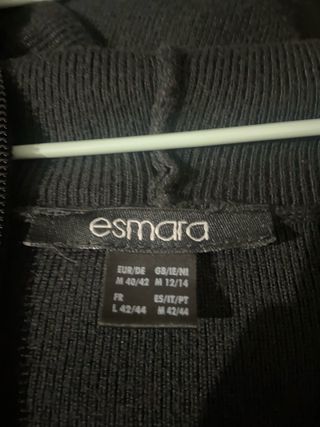 esmara
EUR/DE GB/IE/NI
M 40/42 M 12/14
FR ES/IT/PT
L 42/44 M 42/44